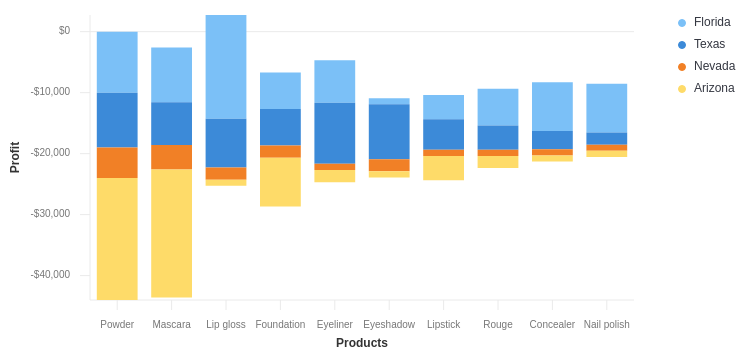 $0
-$10,000
-$20,000
-$30,000
-$40,000
Profit
Powder Mascara Lip gloss Foundation Eyeliner Eyeshadow Lipstick Rouge Concealer Nail polish
Products
Florida
Texas
Nevada
Arizona